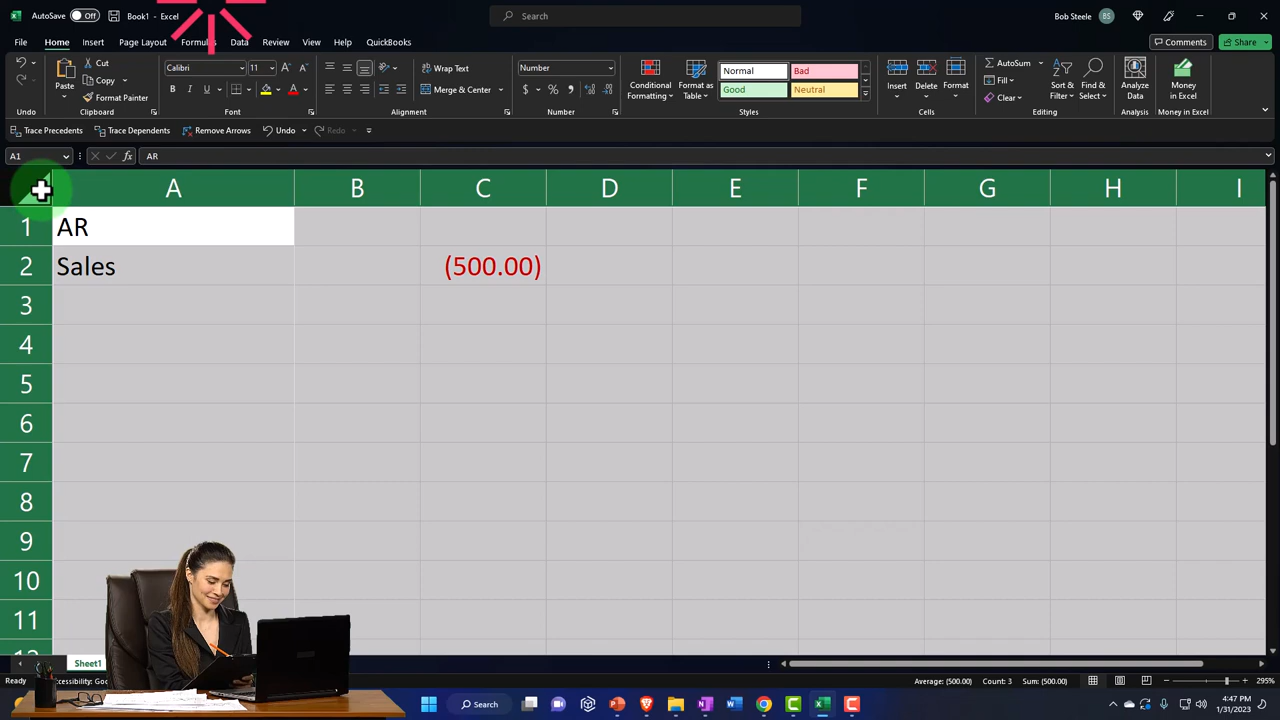 AutoSave Off Book1 - Excel Search Bob Steele BS
File Home Insert Page Layout Formulas Data Review View Help QuickBooks Comments Share
Cut Calibri 11 Wrap Text Number Normal Bad AutoSum
Copy Fill
Paste Conditional Format as Insert Delete Format Sort & Find & Analyze Money
Format Painter Merge & Center Good Neutral Clear
Formatting Table Filter Select Data in Excel
Undo Clipboard Font Alignment Number Styles Cells Editing Analysis Money in Excel
Trace Precedents Trace Dependents Remove Arrows Undo Redo
A1 fx AR
A B C D E F G H I
1 AR
2 Sales (500.00)
3
4
5
6
7
8
9
10
11
Sheet1
Ready Average: (500.00) Count: 3 Sum: (500.00) 295%
Search 4:47 PM
1/31/2023